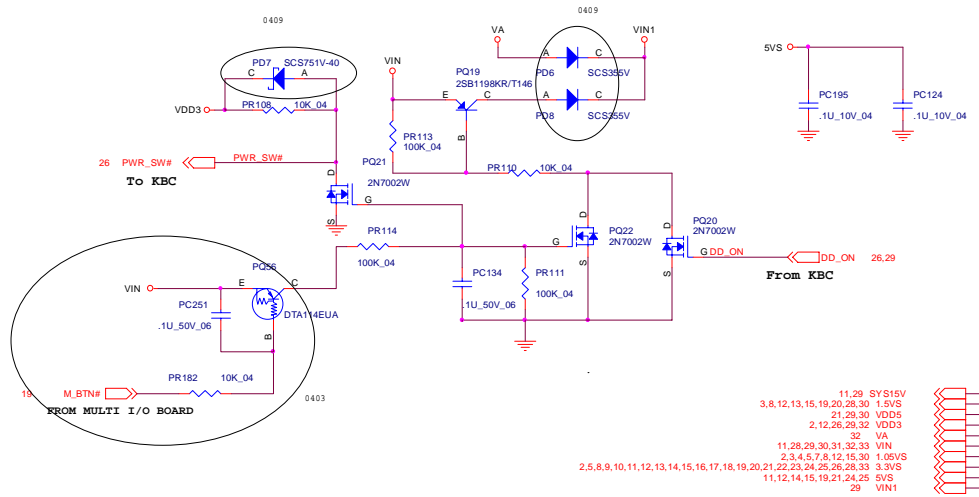 0409
0409
PD7 SCS751V-40
C A
VDD3
PR108 10K_04
26 PWR_SW# PWR_SW#
To KBC
PQ21
2N7002W
D
S
G
VIN
PQ19
2SB1198KR/T146
E C
B
PR113
100K_04
VA
VIN1
A C
PD6 SCS355V
A C
PD8 SCS355V
PR110 10K_04
5VS
PC195
.1U_10V_04
PC124
.1U_10V_04
PR114
100K_04
PC134
.1U_50V_06
PR111
100K_04
G
D
S
PQ22
2N7002W
D
S
PQ20
2N7002W
G DD_ON
DD_ON 26,29
From KBC
PQ56
VIN
E C
B
PC251
.1U_50V_06
DTA114EUA
PR182 10K_04
19 M_BTN#
FROM MULTI I/O BOARD
0403
11,29 SYS15V
3,8,12,13,15,19,20,28,30 1.5VS
21,29,30 VDD5
2,12,26,29,32 VDD3
32 VA
11,28,29,30,31,32,33 VIN
2,3,4,5,7,8,12,15,30 1.05VS
2,5,8,9,10,11,12,13,14,15,16,17,18,19,20,21,22,23,24,25,26,28,33 3.3VS
11,12,14,15,19,21,24,25 5VS
29 VIN1